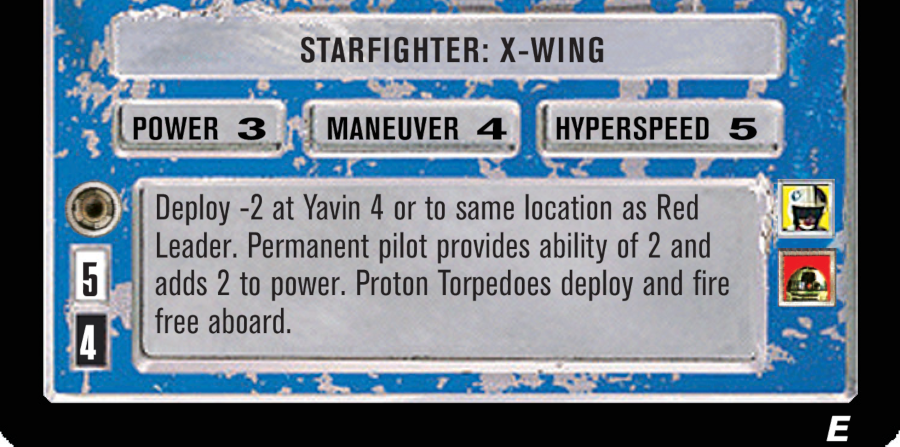 STARFIGHTER: X-WING
POWER 3 MANEUVER 4 HYPERSPEED 5
Deploy -2 at Yavin 4 or to same location as Red
Leader. Permanent pilot provides ability of 2 and
adds 2 to power. Proton Torpedoes deploy and fire
free aboard.
5
4
E